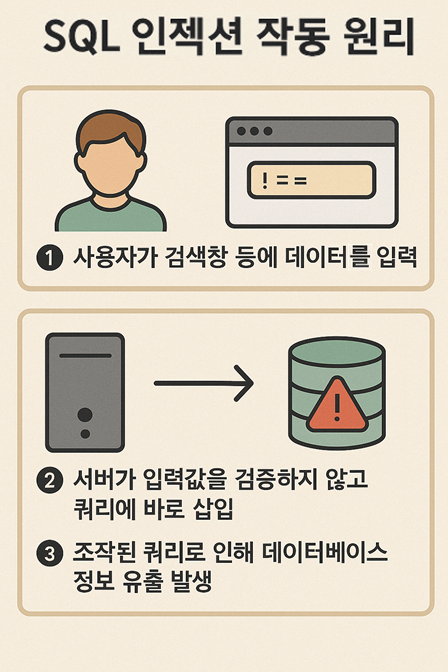 SQL 인젝션 작동 원리
! = =
1 사용자가 검색창 등에 데이터를 입력
!
2 서버가 입력값을 검증하지 않고
쿼리에 바로 삽입
3 조작된 쿼리로 인해 데이터베이스
정보 유출 발생